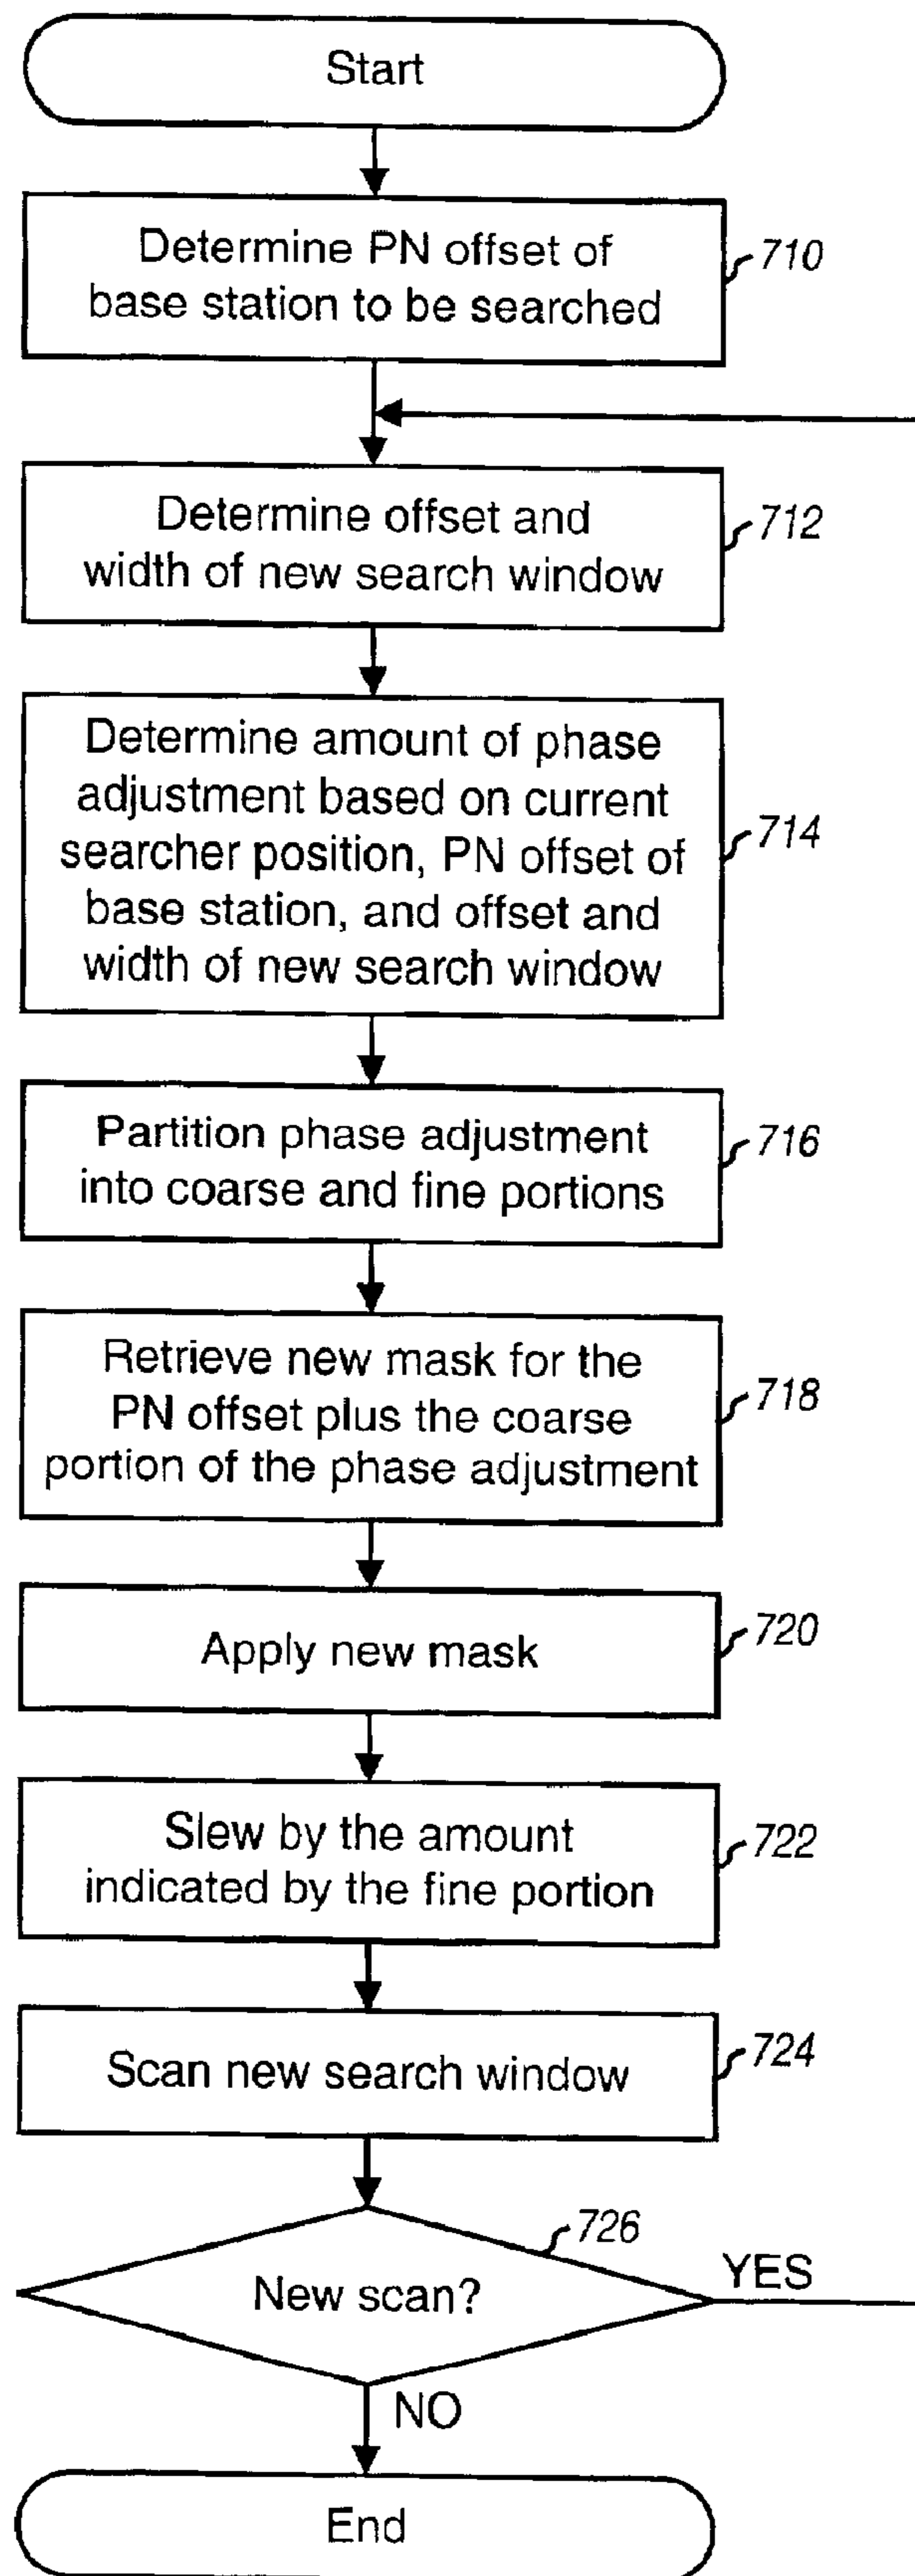 Start
Determine PN offset of
base station to be searched
710
Determine offset and
width of new search window
712
Determine amount of phase
adjustment based on current
searcher position, PN offset of
base station, and offset and
width of new search window
714
Partition phase adjustment
into coarse and fine portions
716
Retrieve new mask for the
PN offset plus the coarse
portion of the phase adjustment
718
Apply new mask
720
Slew by the amount
indicated by the fine portion
722
Scan new search window
724
726
New scan?
YES
NO
End